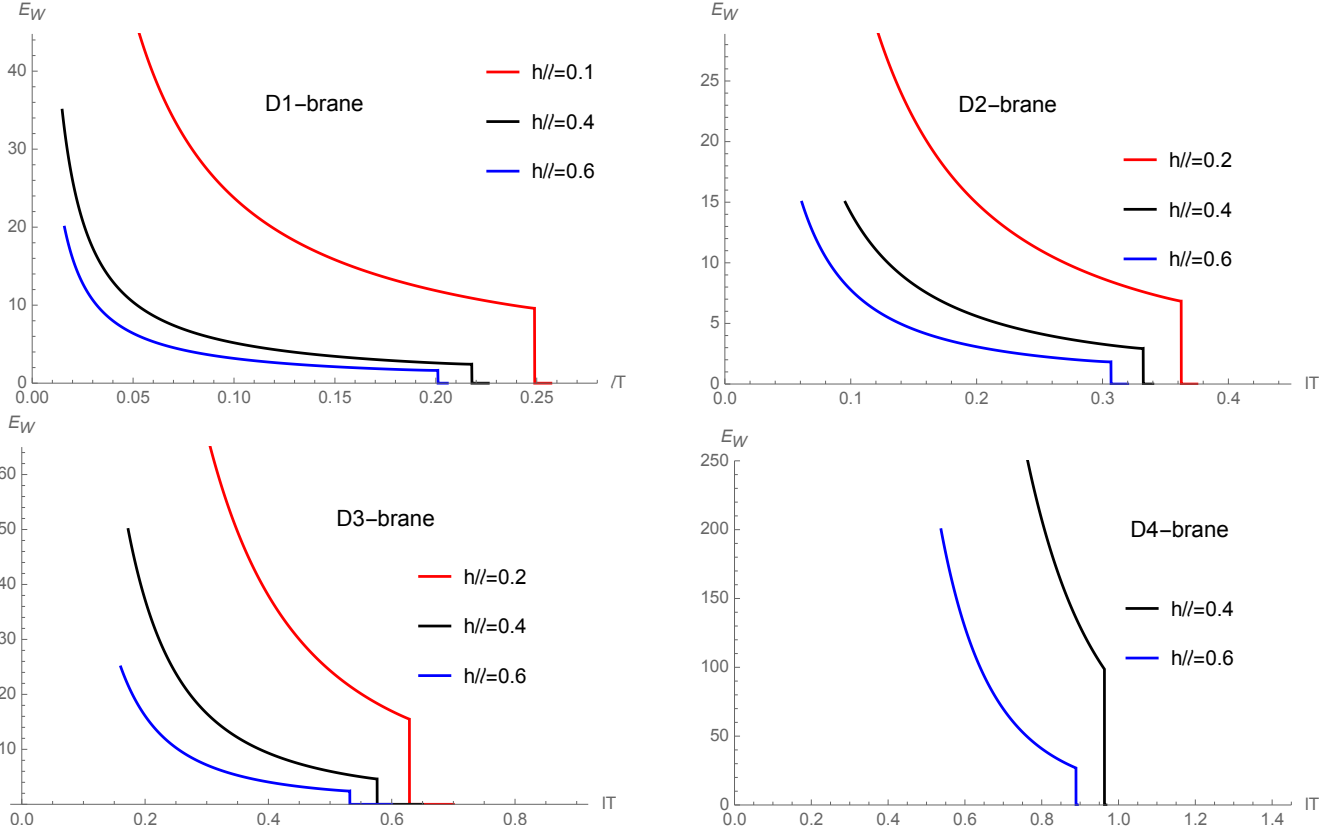 E_W
40
30
20
10
0
0.00 0.05 0.10 0.15 0.20 0.25
lT
D1-brane
h//=0.1
h//=0.4
h//=0.6
E_W
25
20
15
10
5
0
0.0 0.1 0.2 0.3 0.4
lT
D2-brane
h//=0.2
h//=0.4
h//=0.6
E_W
60
50
40
30
20
10
0.0 0.2 0.4 0.6 0.8
lT
D3-brane
h//=0.2
h//=0.4
h//=0.6
E_W
250
200
150
100
50
0
0.0 0.2 0.4 0.6 0.8 1.0 1.2 1.4
lT
D4-brane
h//=0.4
h//=0.6